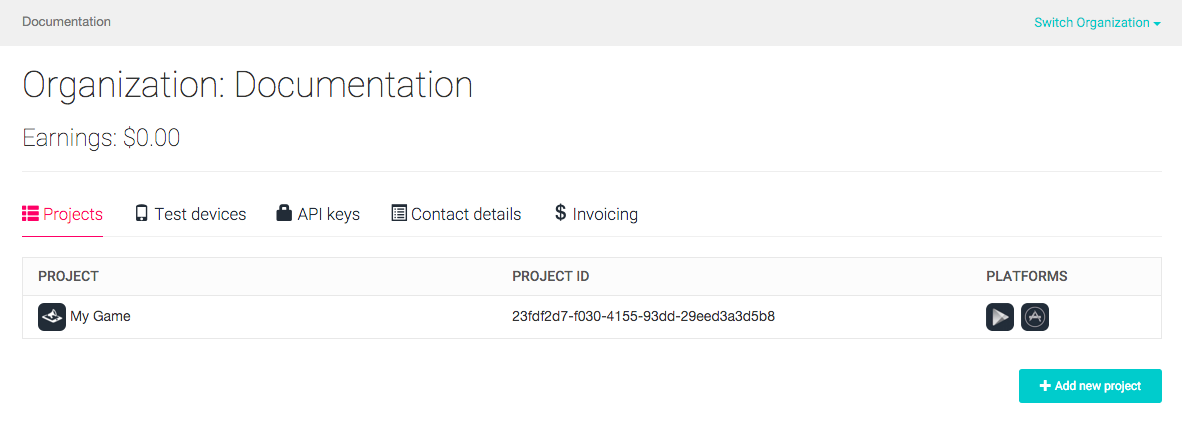 Documentation
Switch Organization
Organization: Documentation
Earnings: $0.00
Projects Test devices API keys Contact details $ Invoicing
PROJECT PROJECT ID PLATFORMS
My Game 23fdf2d7-f030-4155-93dd-29eed3a3d5b8
+ Add new project